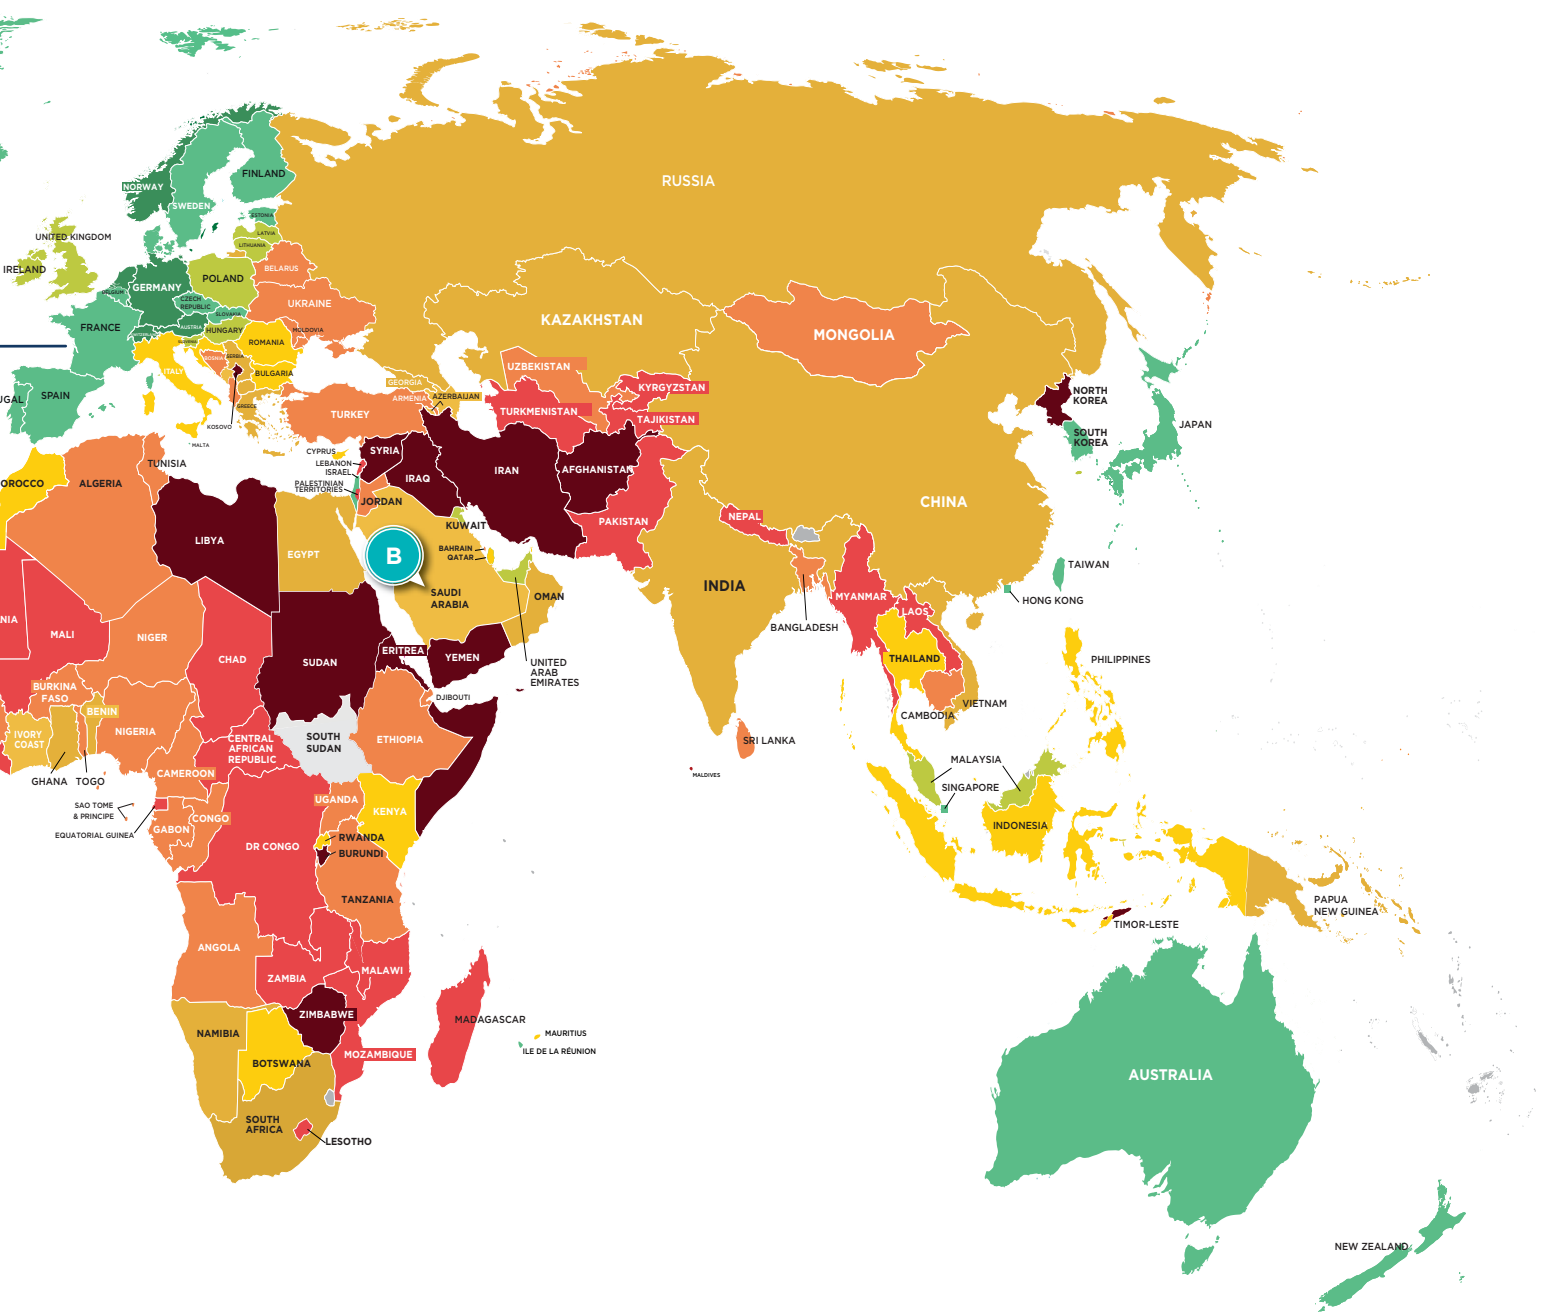 RUSSIA
FINLAND
NORWAY
SWEDEN
ESTONIA
LATVIA
LITHUANIA
UNITED KINGDOM
IRELAND
BELARUS
POLAND
GERMANY
BELGIUM
CZECH
REPUBLIC
SLOVAKIA
UKRAINE
FRANCE
AUSTRIA
HUNGARY
MOLDOVIA
SLOVENIA
ROMANIA
BOSNIA
SERBIA
ITALY
BULGARIA
SPAIN
UGAL
GREECE
KOSOVO
MALTA
KAZAKHSTAN
MONGOLIA
UZBEKISTAN
GEORGIA
ARMENIA
AZERBAIJAN
KYRGYZSTAN
TURKMENISTAN
TAJIKISTAN
TURKEY
NORTH
KOREA
SOUTH
KOREA
JAPAN
CYPRUS
LEBANON
ISRAEL
PALESTINIAN
TERRITORIES
SYRIA
IRAQ
IRAN
AFGHANISTAN
JORDAN
KUWAIT
PAKISTAN
NEPAL
CHINA
TUNISIA
OROCCO
ALGERIA
LIBYA
EGYPT
B
BAHRAIN
QATAR
SAUDI
ARABIA
OMAN
INDIA
TAIWAN
HONG KONG
MYANMAR
LAOS
BANGLADESH
NIA
MALI
NIGER
CHAD
SUDAN
ERITREA
YEMEN
UNITED
ARAB
EMIRATES
THAILAND
PHILIPPINES
BURKINA
FASO
BENIN
IVORY
COAST
NIGERIA
DJIBOUTI
CAMBODIA
VIETNAM
SOUTH
SUDAN
ETHIOPIA
SRI LANKA
CENTRAL
AFRICAN
REPUBLIC
GHANA
TOGO
CAMEROON
MALDIVES
MALAYSIA
SINGAPORE
SAO TOME
& PRINCIPE
UGANDA
KENYA
EQUATORIAL GUINEA
GABON
CONGO
INDONESIA
DR CONGO
RWANDA
BURUNDI
TANZANIA
PAPUA
NEW GUINEA
TIMOR-LESTE
ANGOLA
ZAMBIA
MALAWI
ZIMBABWE
MADAGASCAR
NAMIBIA
MAURITIUS
ILE DE LA RÉUNION
BOTSWANA
MOZAMBIQUE
AUSTRALIA
SOUTH
AFRICA
LESOTHO
NEW ZEALAND